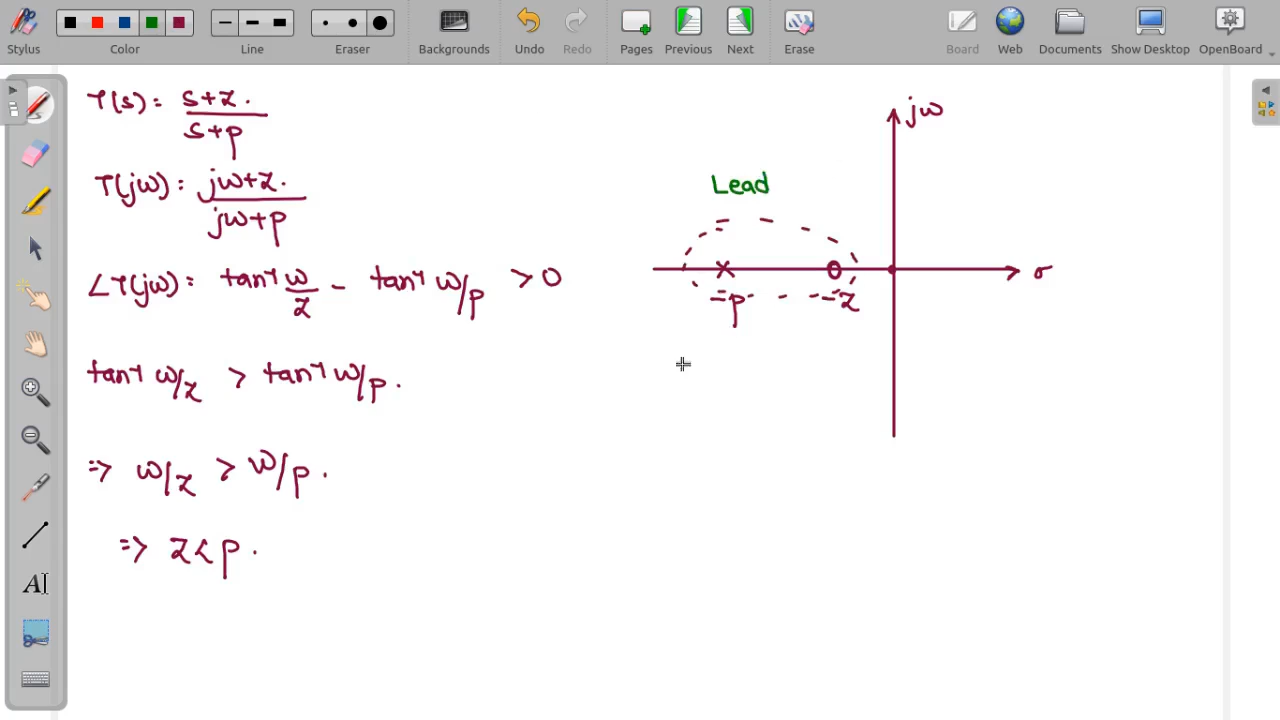 Stylus Color Line Eraser Backgrounds Undo Redo Pages Previous Next Erase Board Web Documents Show Desktop OpenBoard
T(s) = s+z. / s+p
T(jω) = jω+z. / jω+p
∠T(jω) = tan⁻¹ ω/z - tan⁻¹ ω/p > 0
tan⁻¹ ω/z > tan⁻¹ ω/p.
=> ω/z > ω/p.
=> z < p.
jω
Lead
σ
-p
-z
AI